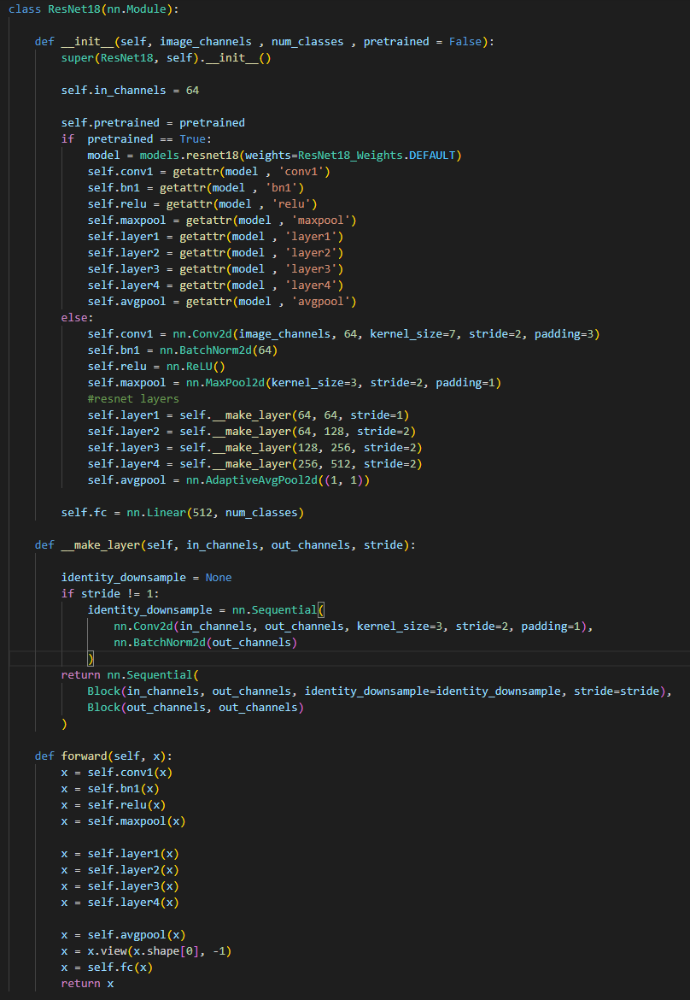 class ResNet18(nn.Module):
def __init__(self, image_channels , num_classes , pretrained = False):
super(ResNet18, self).__init__()
self.in_channels = 64
self.pretrained = pretrained
if  pretrained == True:
model = models.resnet18(weights=ResNet18_Weights.DEFAULT)
self.conv1 = getattr(model , 'conv1')
self.bn1 = getattr(model , 'bn1')
self.relu = getattr(model , 'relu')
self.maxpool = getattr(model , 'maxpool')
self.layer1 = getattr(model , 'layer1')
self.layer2 = getattr(model , 'layer2')
self.layer3 = getattr(model , 'layer3')
self.layer4 = getattr(model , 'layer4')
self.avgpool = getattr(model , 'avgpool')
else:
self.conv1 = nn.Conv2d(image_channels, 64, kernel_size=7, stride=2, padding=3)
self.bn1 = nn.BatchNorm2d(64)
self.relu = nn.ReLU()
self.maxpool = nn.MaxPool2d(kernel_size=3, stride=2, padding=1)
#resnet layers
self.layer1 = self.__make_layer(64, 64, stride=1)
self.layer2 = self.__make_layer(64, 128, stride=2)
self.layer3 = self.__make_layer(128, 256, stride=2)
self.layer4 = self.__make_layer(256, 512, stride=2)
self.avgpool = nn.AdaptiveAvgPool2d((1, 1))
self.fc = nn.Linear(512, num_classes)
def __make_layer(self, in_channels, out_channels, stride):
identity_downsample = None
if stride != 1:
identity_downsample = nn.Sequential(
nn.Conv2d(in_channels, out_channels, kernel_size=3, stride=2, padding=1),
nn.BatchNorm2d(out_channels)
)
return nn.Sequential(
Block(in_channels, out_channels, identity_downsample=identity_downsample, stride=stride),
Block(out_channels, out_channels)
)
def forward(self, x):
x = self.conv1(x)
x = self.bn1(x)
x = self.relu(x)
x = self.maxpool(x)
x = self.layer1(x)
x = self.layer2(x)
x = self.layer3(x)
x = self.layer4(x)
x = self.avgpool(x)
x = x.view(x.shape[0], -1)
x = self.fc(x)
return x